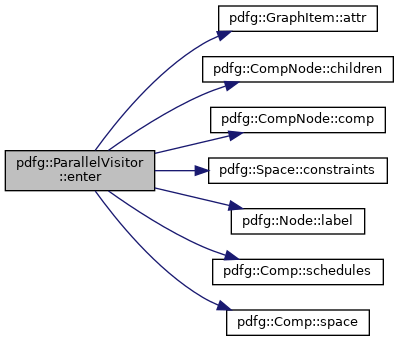 pdfg::GraphItem::attr
pdfg::CompNode::children
pdfg::CompNode::comp
pdfg::ParallelVisitor
::enter
pdfg::Space::constraints
pdfg::Node::label
pdfg::Comp::schedules
pdfg::Comp::space